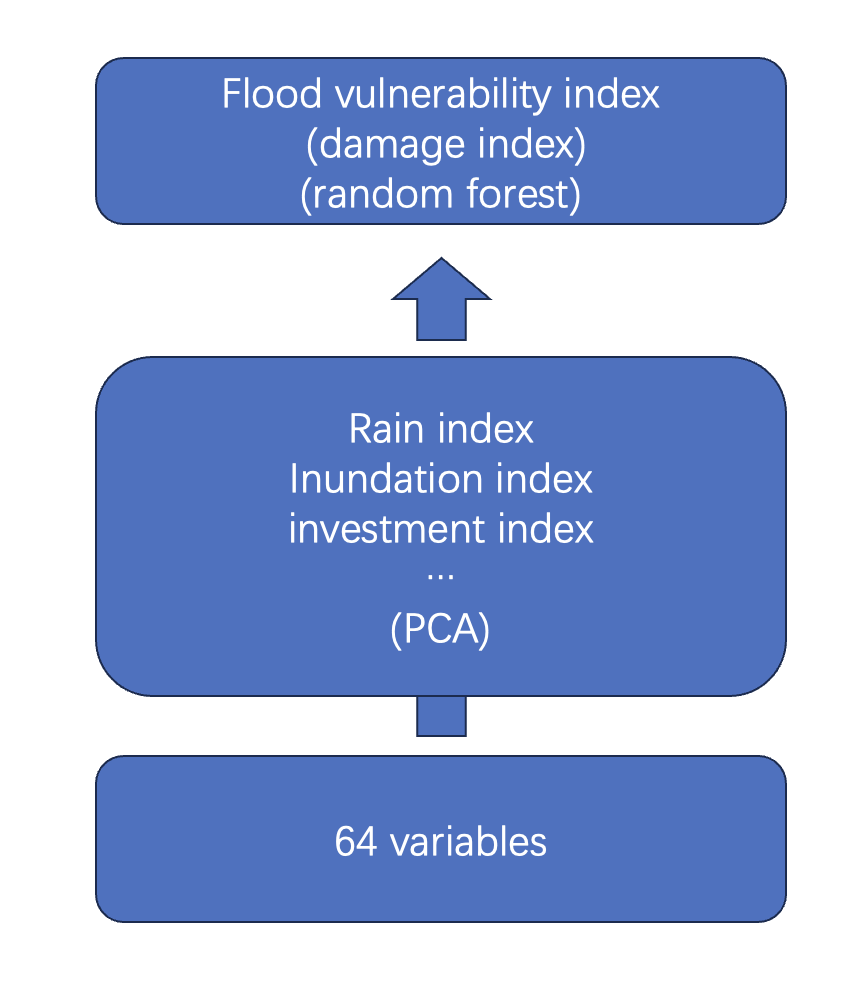 Flood vulnerability index
(damage index)
(random forest)
Rain index
Inundation index
investment index
...
(PCA)
64 variables